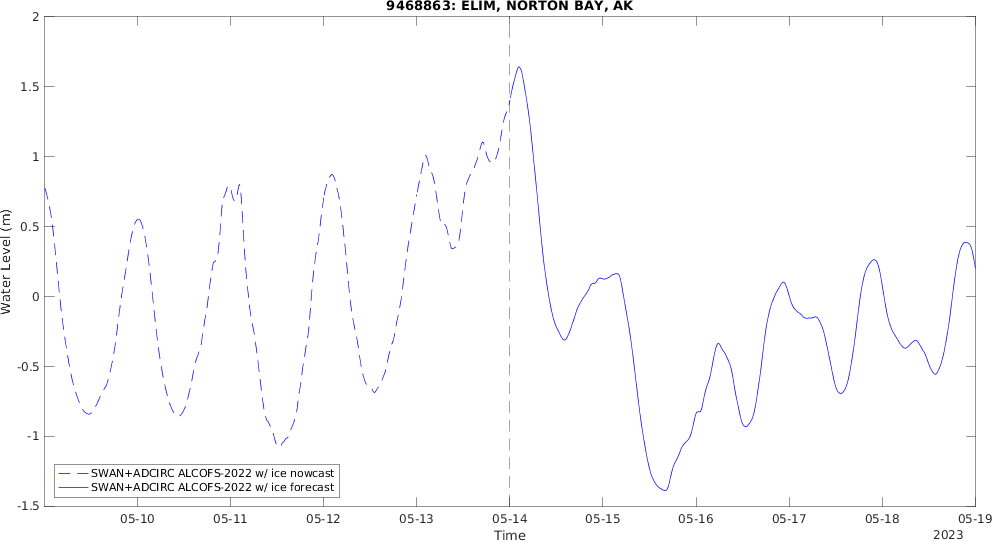 9468863: ELIM, NORTON BAY, AK
2
1.5
1
0.5
0
-0.5
-1
-1.5
Water Level (m)
SWAN+ADCIRC ALCOFS-2022 w/ ice nowcast
SWAN+ADCIRC ALCOFS-2022 w/ ice forecast
05-10 05-11 05-12 05-13 05-14 05-15 05-16 05-17 05-18 05-19
Time
2023